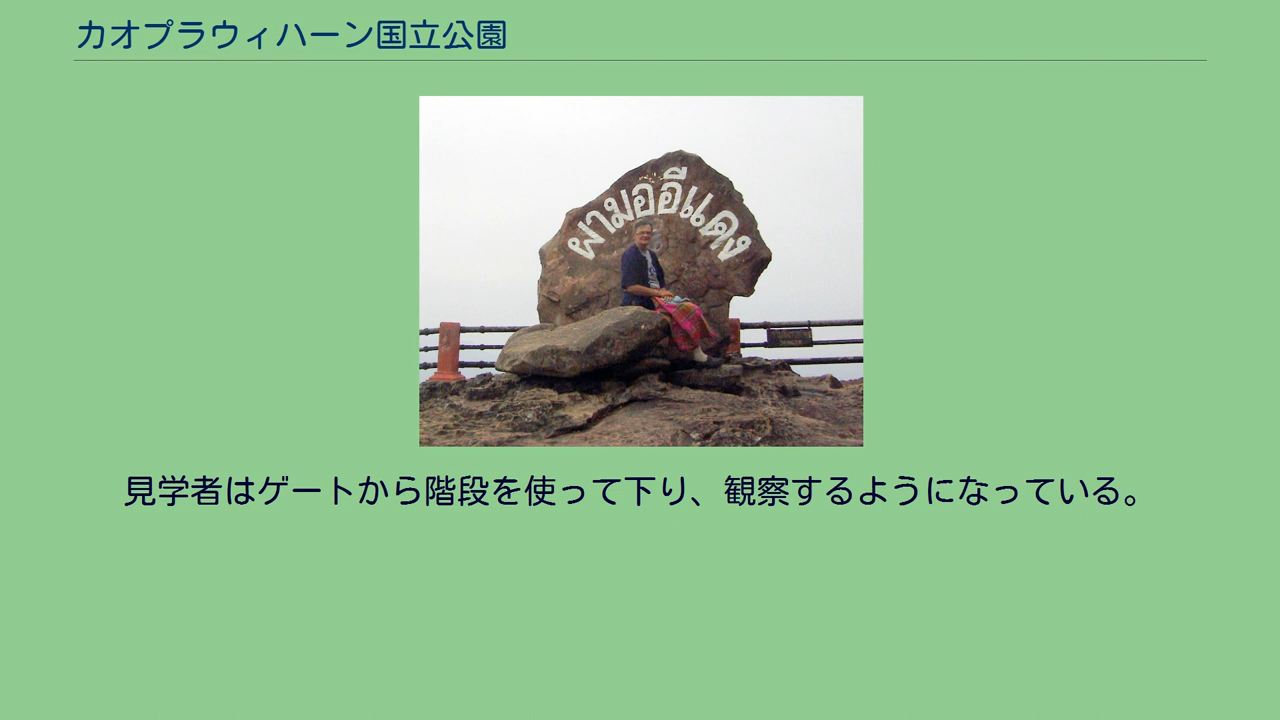 カオプラウィハーン国立公園
ผามออีแดง
見学者はゲートから階段を使って下り、観察するようになっている。